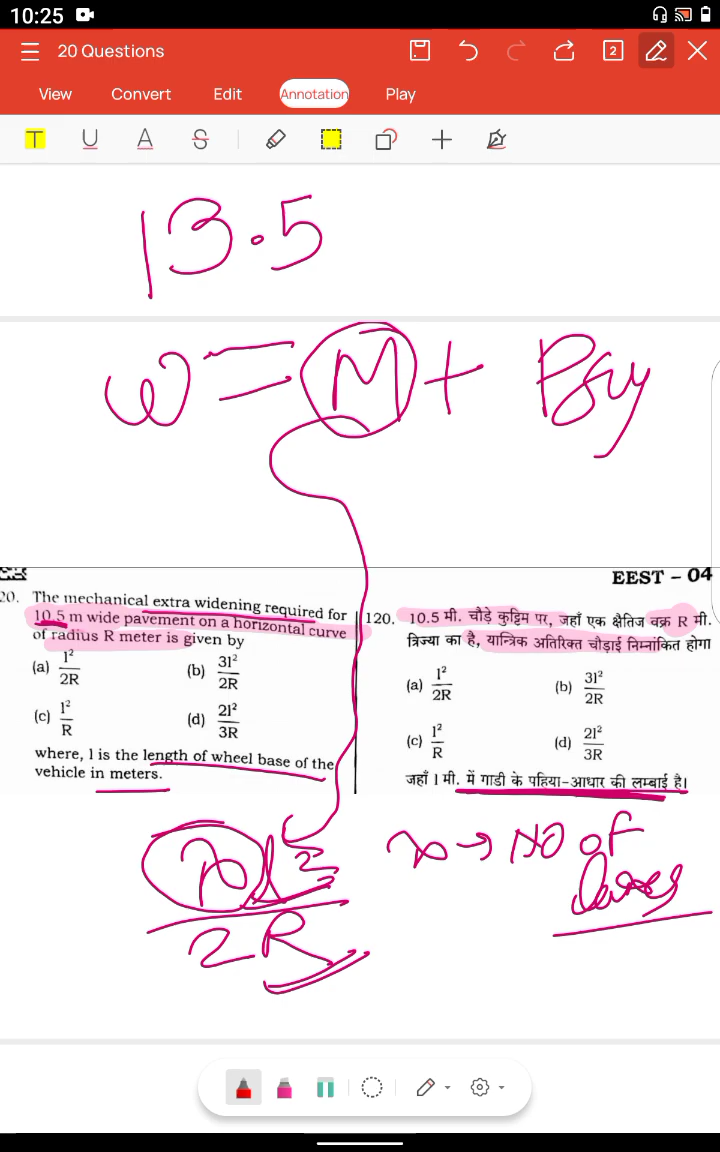 10:25
20 Questions
2
View Convert Edit Annotation Play
T U A S
13.5
W = M + Psy
EEST – 04
20. The mechanical extra widening required for
10.5 m wide pavement on a horizontal curve
of radius R meter is given by
(a) l²/2R (b) 3l²/2R
(c) l²/R (d) 2l²/3R
where, l is the length of wheel base of the
vehicle in meters.
120. 10.5 मी. चौड़े कुट्टिम पर, जहाँ एक क्षैतिज वक्र R मी.
त्रिज्या का है, यान्त्रिक अतिरिक्त चौड़ाई निम्नांकित होगा
(a) l²/2R (b) 3l²/2R
(c) l²/R (d) 2l²/3R
जहाँ l मी. में गाडी के पहिया-आधार की लम्बाई है।
nl²/2R
n → No of
lanes